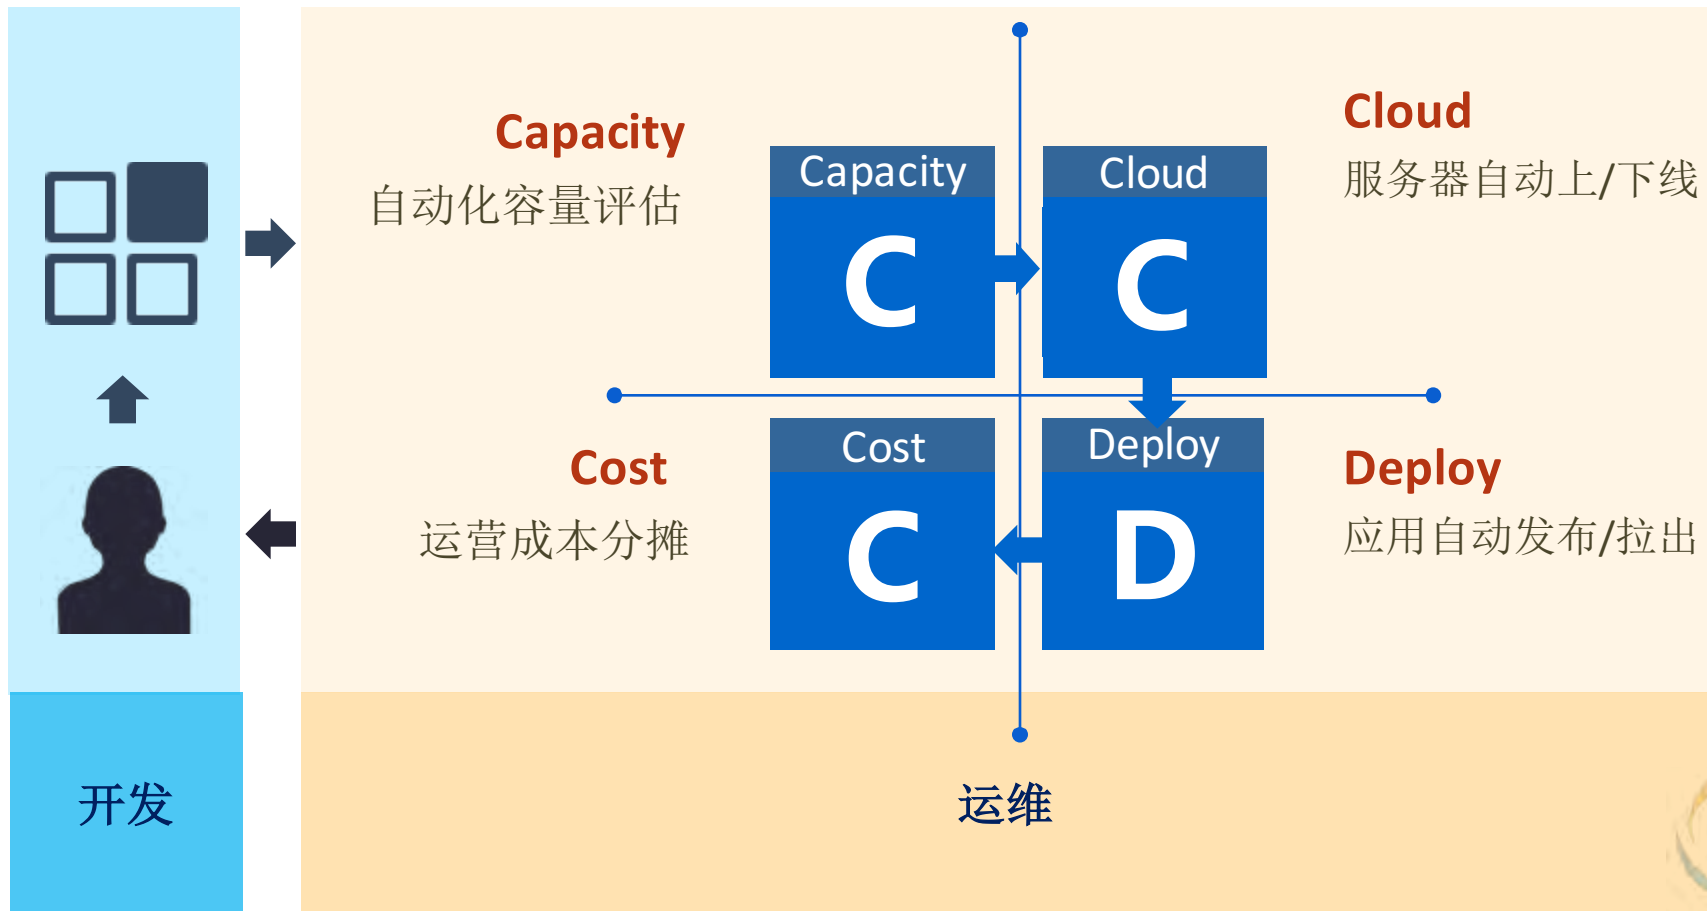 Capacity
自动化容量评估
Capacity
C
Cloud
C
Cloud
服务器自动上/下线
Cost
运营成本分摊
Cost
C
Deploy
D
Deploy
应用自动发布/拉出
开发
运维